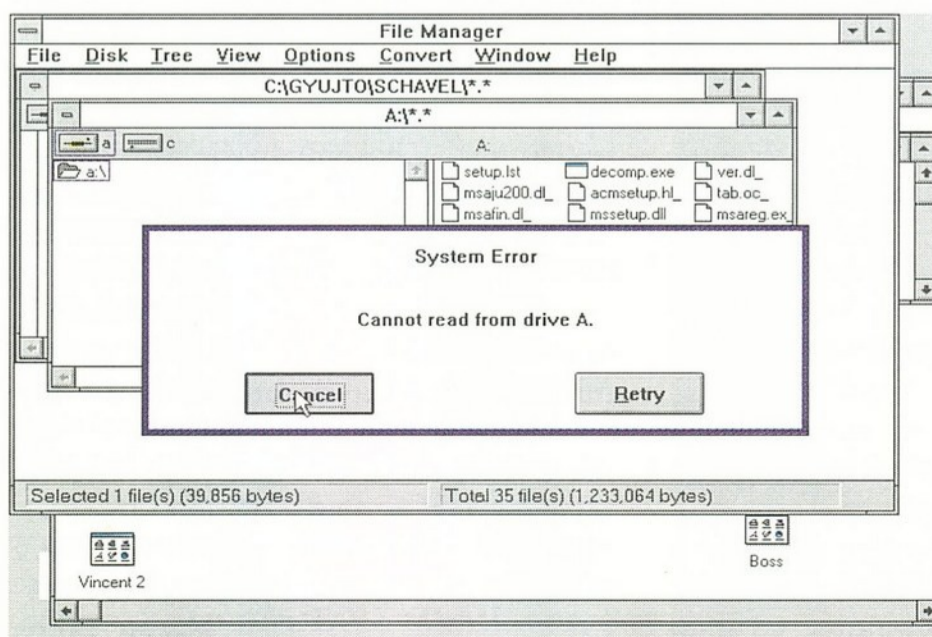 File Manager
File Disk Tree View Options Convert Window Help
C:\GYUJTO\SCHAVEL\*.*
A:\*.*
a c A:
a:\
setup.lst decomp.exe ver.dl_
msaju200.dl_ acmsetup.hl_ tab.oc_
msafin.dl_ mssetup.dll msareg.ex_
System Error
Cannot read from drive A.
Cancel Retry
Selected 1 file(s) (39,856 bytes) Total 35 file(s) (1,233,064 bytes)
Vincent 2 Boss